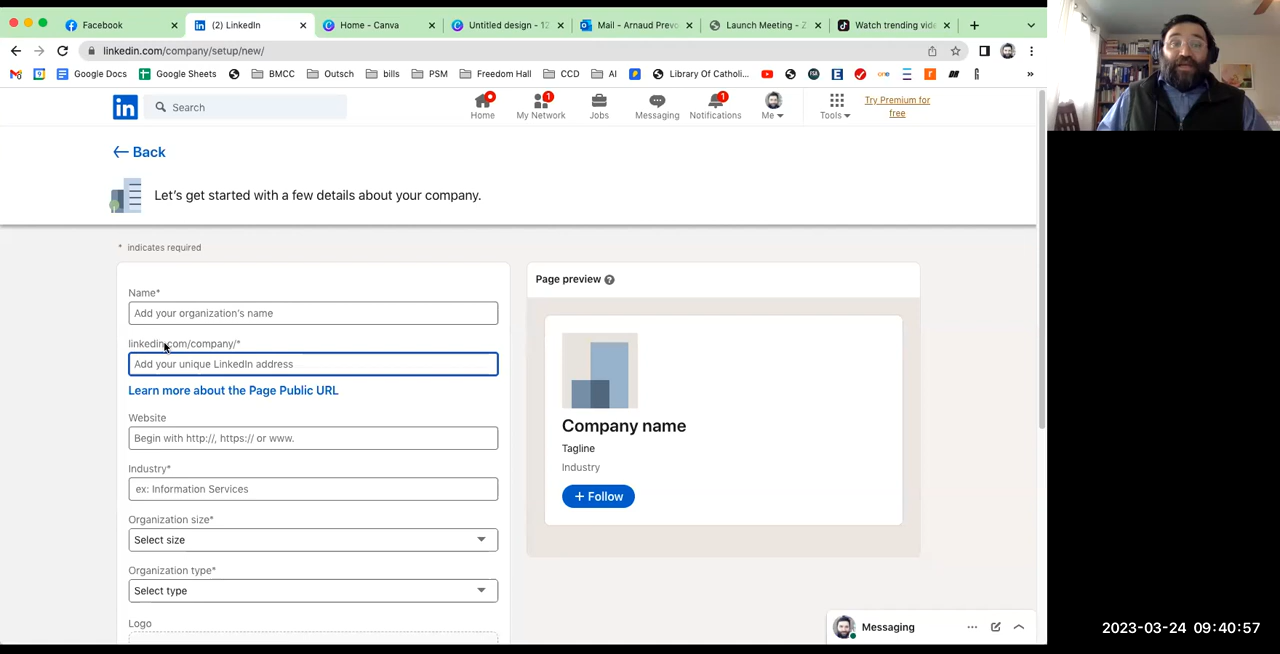 Facebook
(2) LinkedIn
Home - Canva
Untitled design - 12
Mail - Arnaud Prevo
Launch Meeting - Z
Watch trending vide
linkedin.com/company/setup/new/
Google Docs
Google Sheets
BMCC
Outsch
bills
PSM
Freedom Hall
CCD
AI
Library Of Catholi...
one
»
in
Search
Home
My Network
1
Jobs
Messaging
Notifications
1
Me
Tools
Try Premium for
free
Back
Let's get started with a few details about your company.
* indicates required
Name*
Add your organization's name
linkedin.com/company/*
Add your unique LinkedIn address
Learn more about the Page Public URL
Website
Begin with http://, https:// or www.
Industry*
ex: Information Services
Organization size*
Select size
Organization type*
Select type
Logo
Page preview ?
Company name
Tagline
Industry
+ Follow
Messaging
2023-03-24 09:40:57